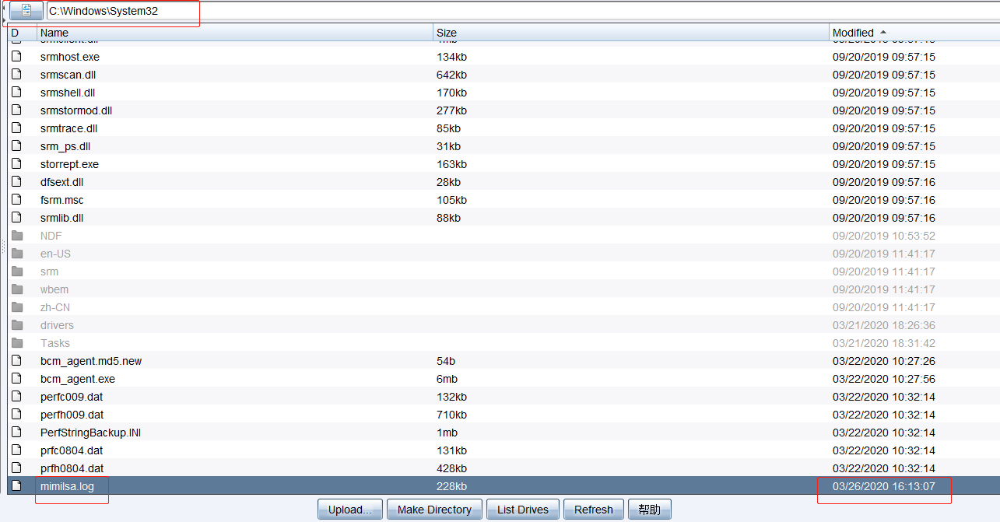 C:\Windows\System32
D Name Size Modified
srmhost.exe 134kb 09/20/2019 09:57:15
srmscan.dll 642kb 09/20/2019 09:57:15
srmshell.dll 170kb 09/20/2019 09:57:15
srmstormod.dll 277kb 09/20/2019 09:57:15
srmtrace.dll 85kb 09/20/2019 09:57:15
srm_ps.dll 31kb 09/20/2019 09:57:15
storrept.exe 163kb 09/20/2019 09:57:15
dfsext.dll 28kb 09/20/2019 09:57:16
fsrm.msc 105kb 09/20/2019 09:57:16
srmlib.dll 88kb 09/20/2019 09:57:16
NDF 09/20/2019 10:53:52
en-US 09/20/2019 11:41:17
srm 09/20/2019 11:41:17
wbem 09/20/2019 11:41:17
zh-CN 09/20/2019 11:41:17
drivers 03/21/2020 18:26:36
Tasks 03/21/2020 18:31:42
bcm_agent.md5.new 54b 03/22/2020 10:27:26
bcm_agent.exe 6mb 03/22/2020 10:27:56
perfc009.dat 132kb 03/22/2020 10:32:14
perfh009.dat 710kb 03/22/2020 10:32:14
PerfStringBackup.INI 1mb 03/22/2020 10:32:14
prfc0804.dat 131kb 03/22/2020 10:32:14
prfh0804.dat 428kb 03/22/2020 10:32:14
mimilsa.log 228kb 03/26/2020 16:13:07
Upload... Make Directory List Drives Refresh 帮助